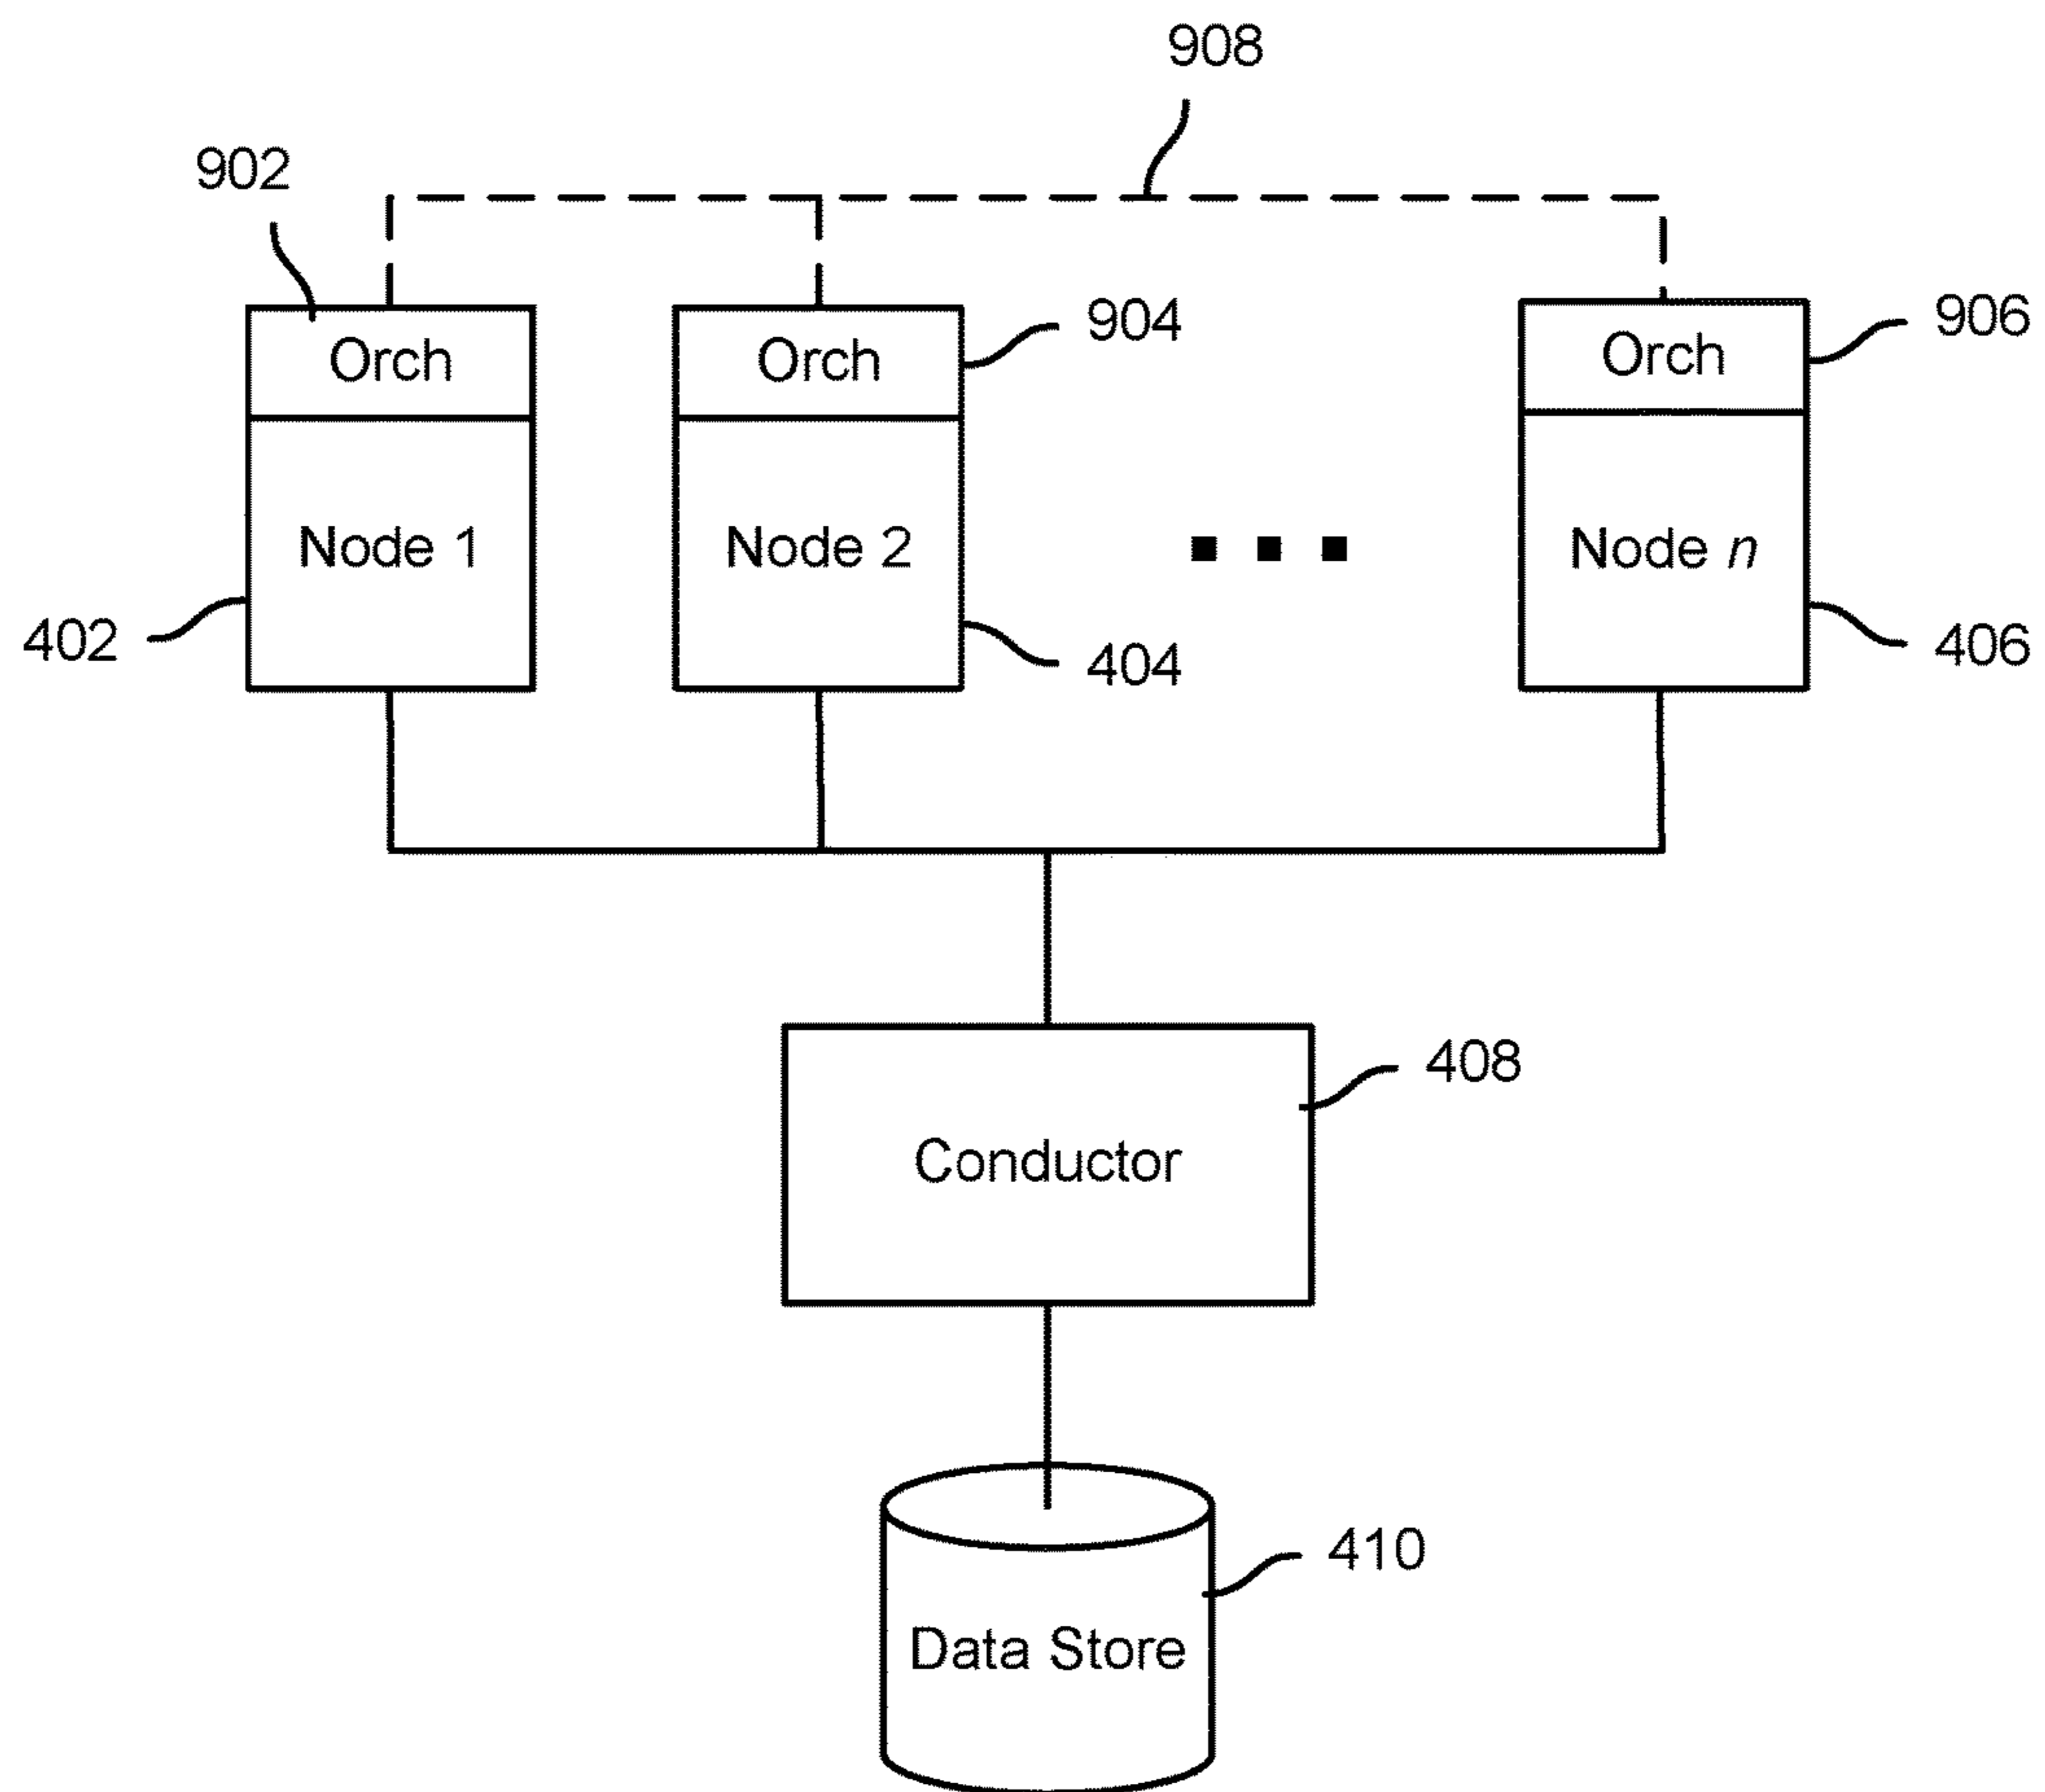 908
902
904
906
Orch
Orch
Orch
Node 1
Node 2
Node n
402
404
406
408
Conductor
410
Data Store